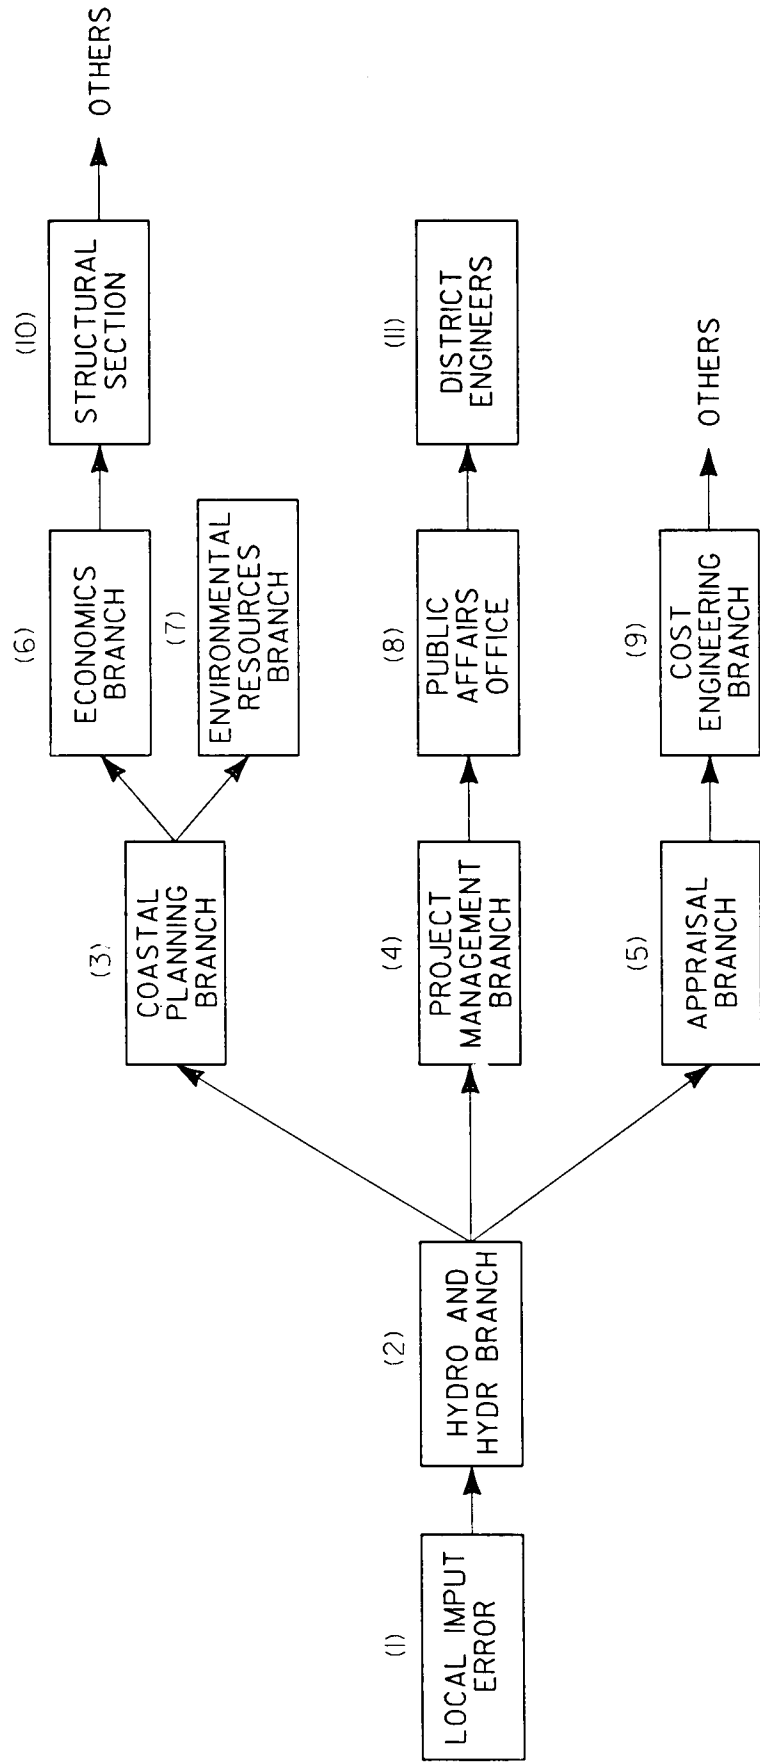 (1)
LOCAL IMPUT
ERROR
(2)
HYDRO AND
HYDR BRANCH
(3)
COASTAL
PLANNING
BRANCH
(4)
PROJECT
MANAGEMENT
BRANCH
(5)
APPRAISAL
BRANCH
(6)
ECONOMICS
BRANCH
(7)
ENVIRONMENTAL
RESOURCES
BRANCH
(8)
PUBLIC
AFFAIRS
OFFICE
(9)
COST
ENGINEERING
BRANCH
(10)
STRUCTURAL
SECTION
(11)
DISTRICT
ENGINEERS
OTHERS
OTHERS